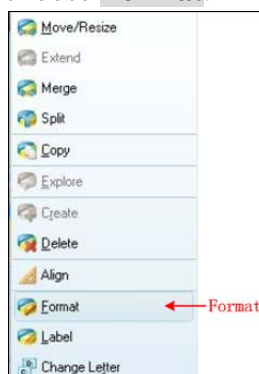 Move/Resize
Extend
Merge
Split
Copy
Explore
Create
Delete
Align
Format
Format
Label
Change Letter